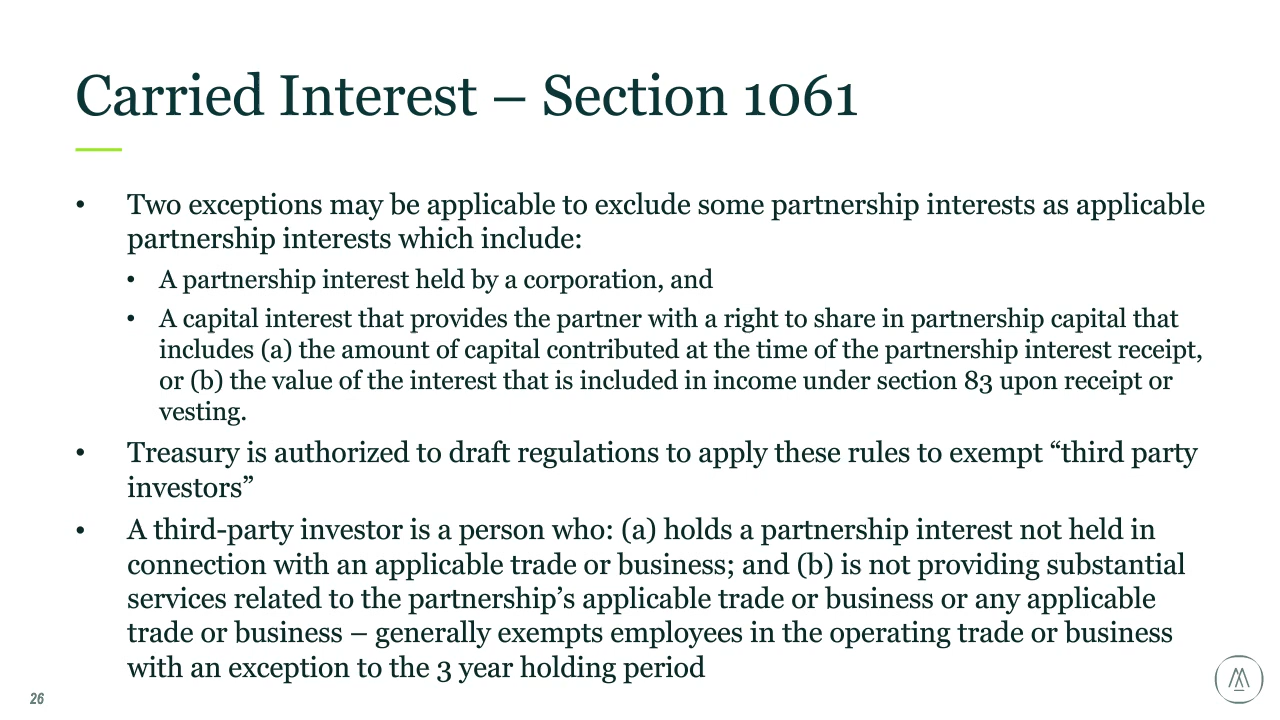 Carried Interest – Section 1061
• Two exceptions may be applicable to exclude some partnership interests as applicable
partnership interests which include:
• A partnership interest held by a corporation, and
• A capital interest that provides the partner with a right to share in partnership capital that
includes (a) the amount of capital contributed at the time of the partnership interest receipt,
or (b) the value of the interest that is included in income under section 83 upon receipt or
vesting.
• Treasury is authorized to draft regulations to apply these rules to exempt “third party
investors”
• A third-party investor is a person who: (a) holds a partnership interest not held in
connection with an applicable trade or business; and (b) is not providing substantial
services related to the partnership’s applicable trade or business or any applicable
trade or business – generally exempts employees in the operating trade or business
with an exception to the 3 year holding period
26